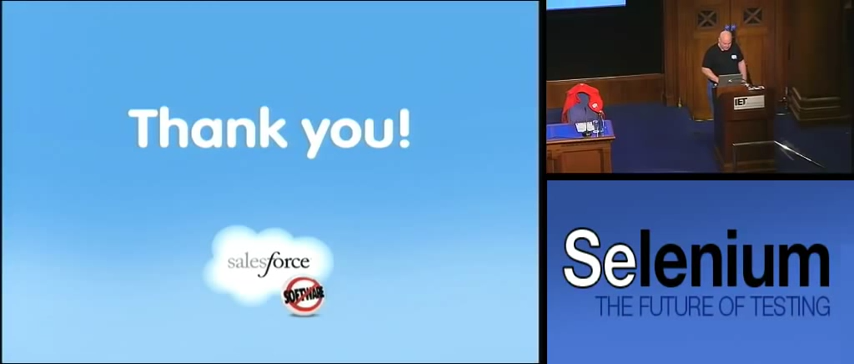 Thank you!
salesforce
SOFTWARE
IET
Selenium
THE FUTURE OF TESTING